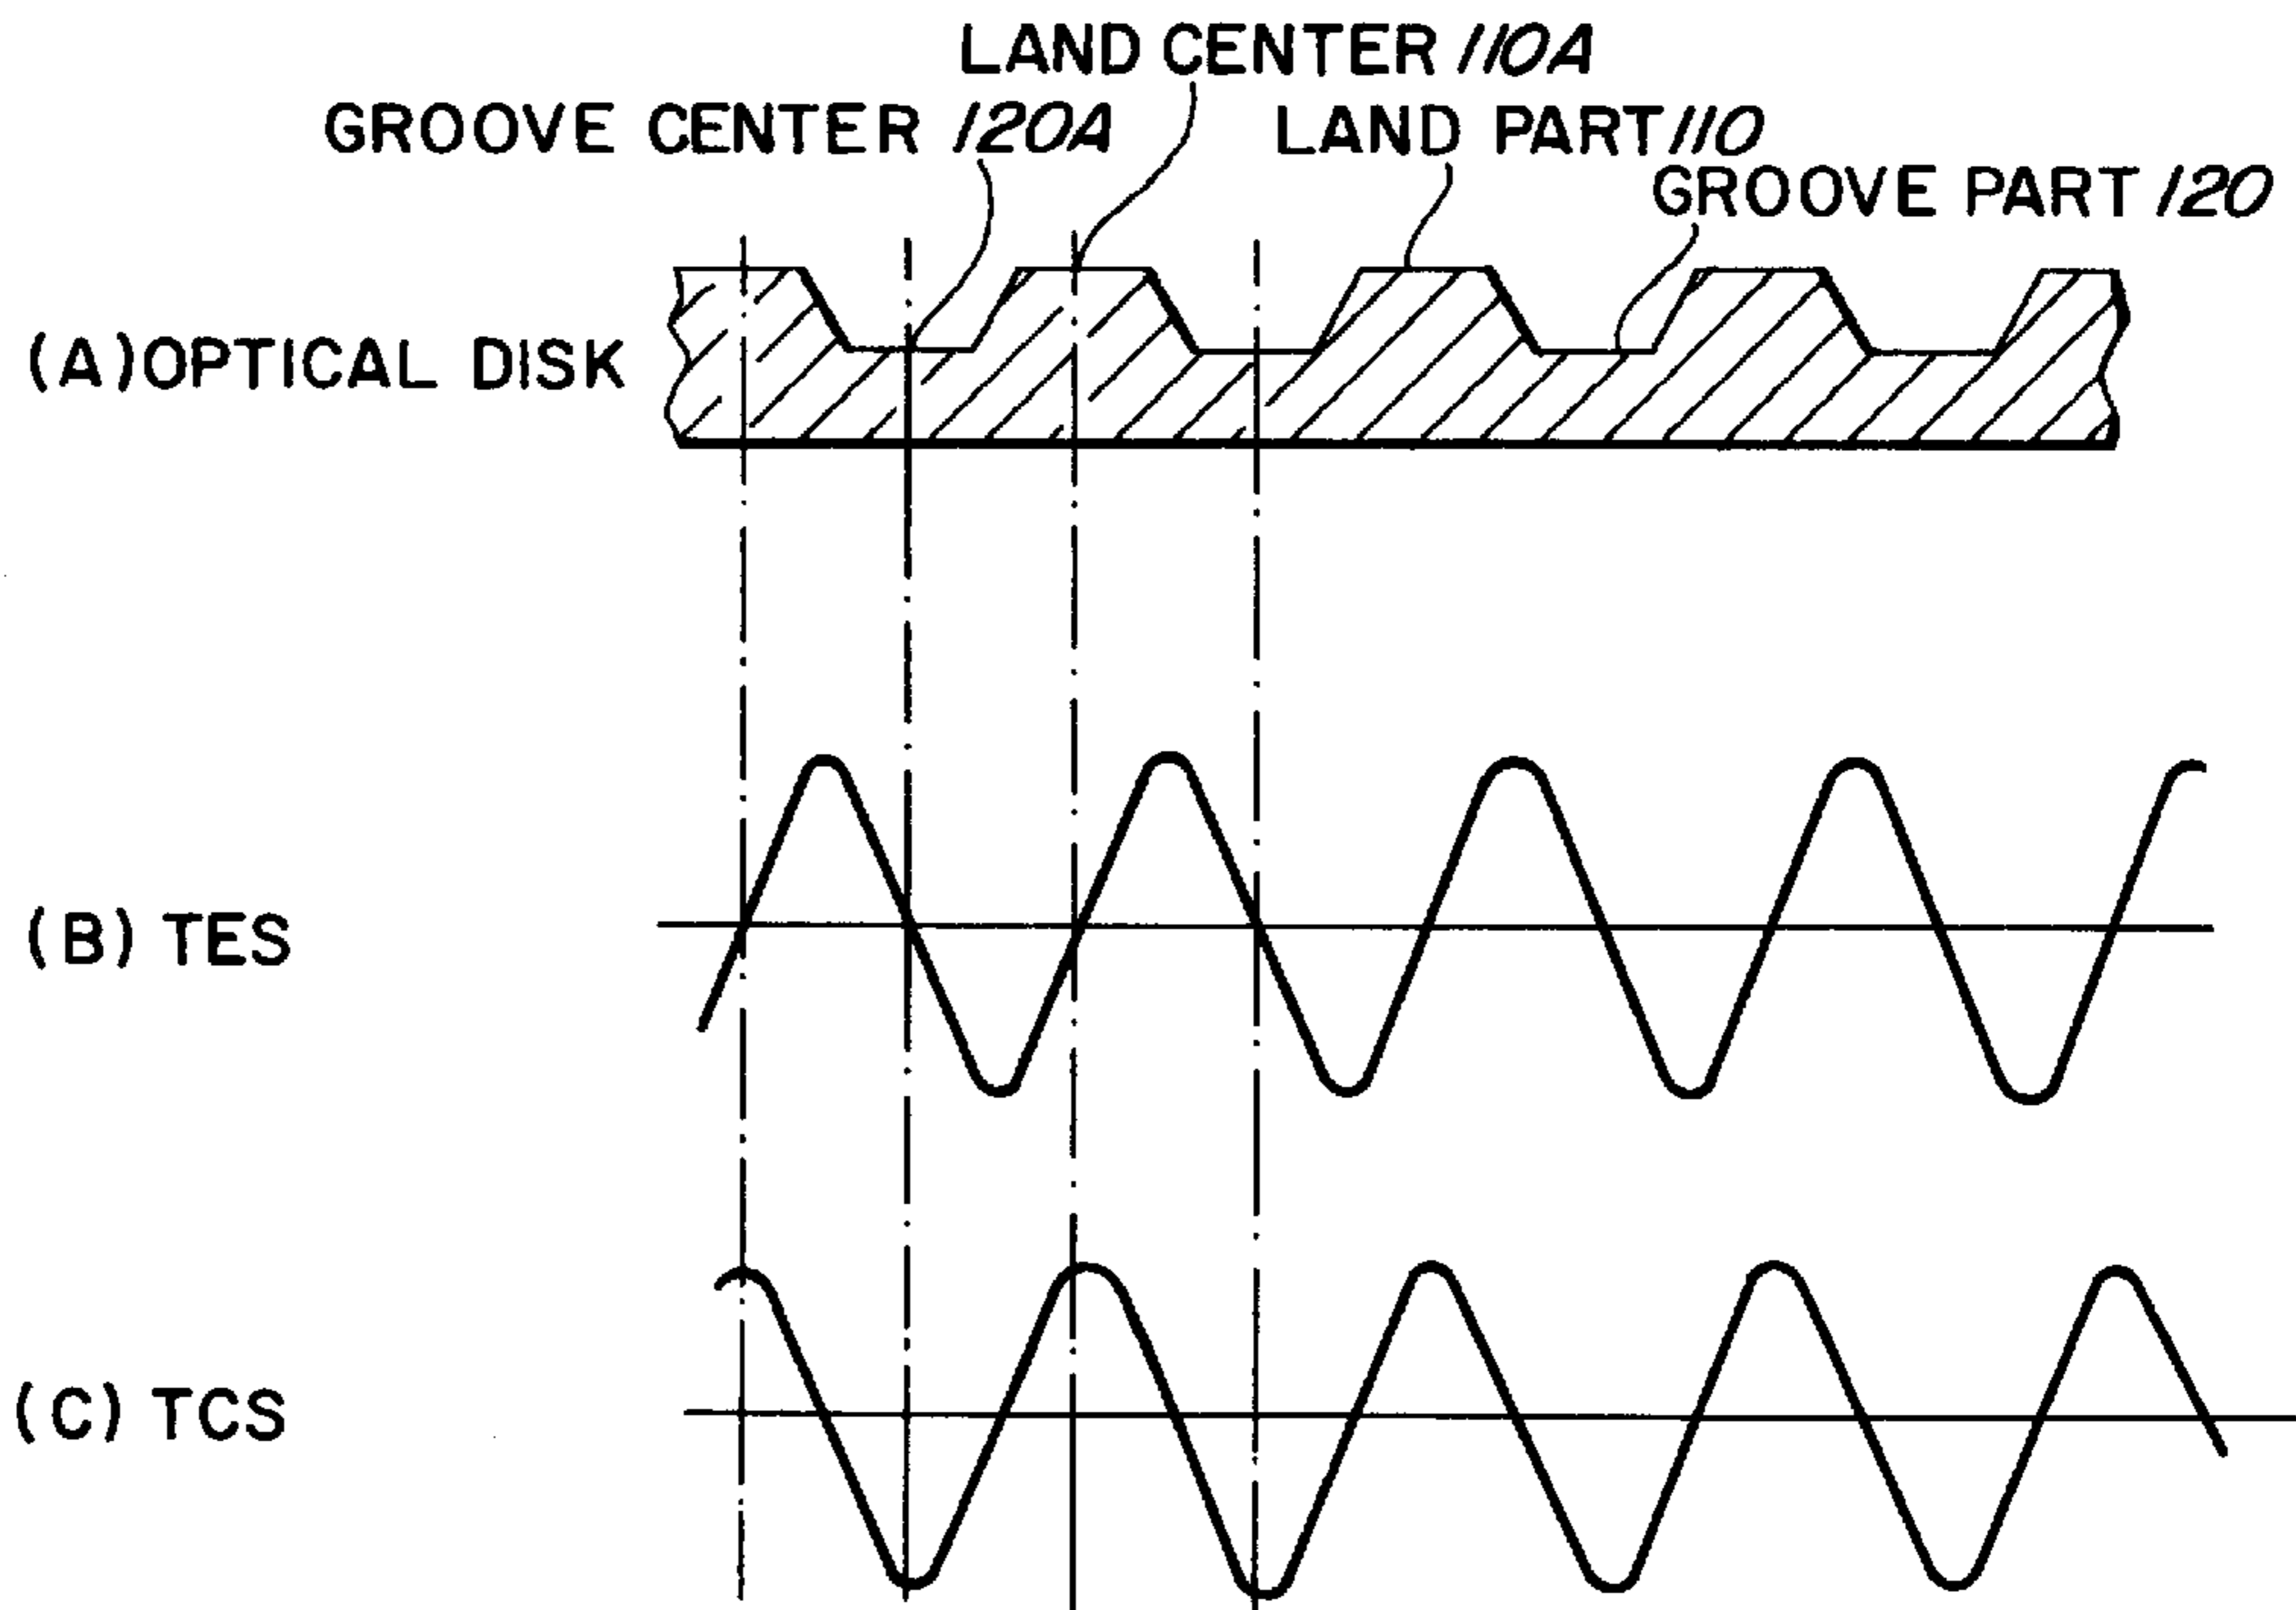 LAND CENTER 110A
GROOVE CENTER 120A
LAND PART 110
GROOVE PART 120
(A) OPTICAL DISK
(B) TES
(C) TCS